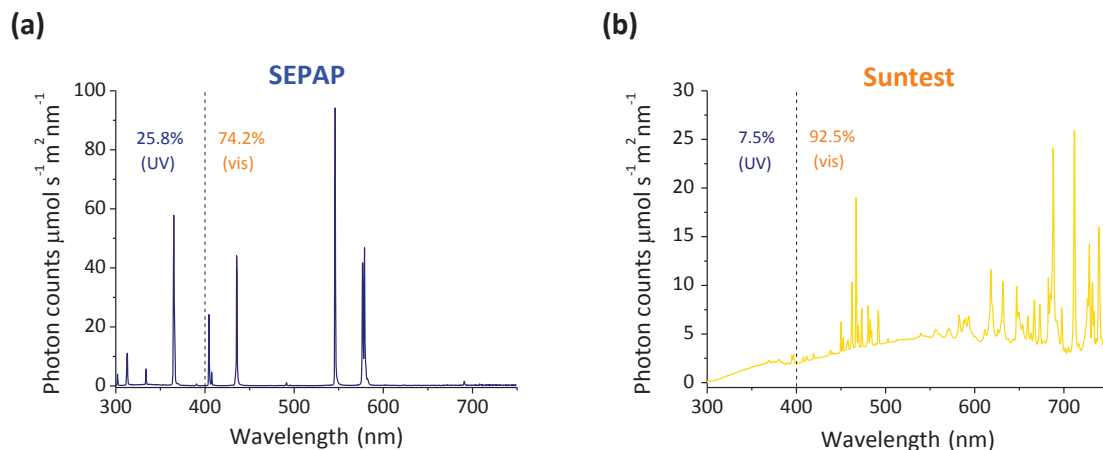 (a)
SEPAP
Photon counts µmol s⁻¹ m² nm⁻¹
100
80
60
40
20
0
25.8%
(UV)
74.2%
(vis)
300
400
500
600
700
Wavelength (nm)
(b)
Suntest
Photon counts µmol s⁻¹ m² nm⁻¹
30
25
20
15
10
5
0
7.5%
(UV)
92.5%
(vis)
300
400
500
600
700
Wavelength (nm)